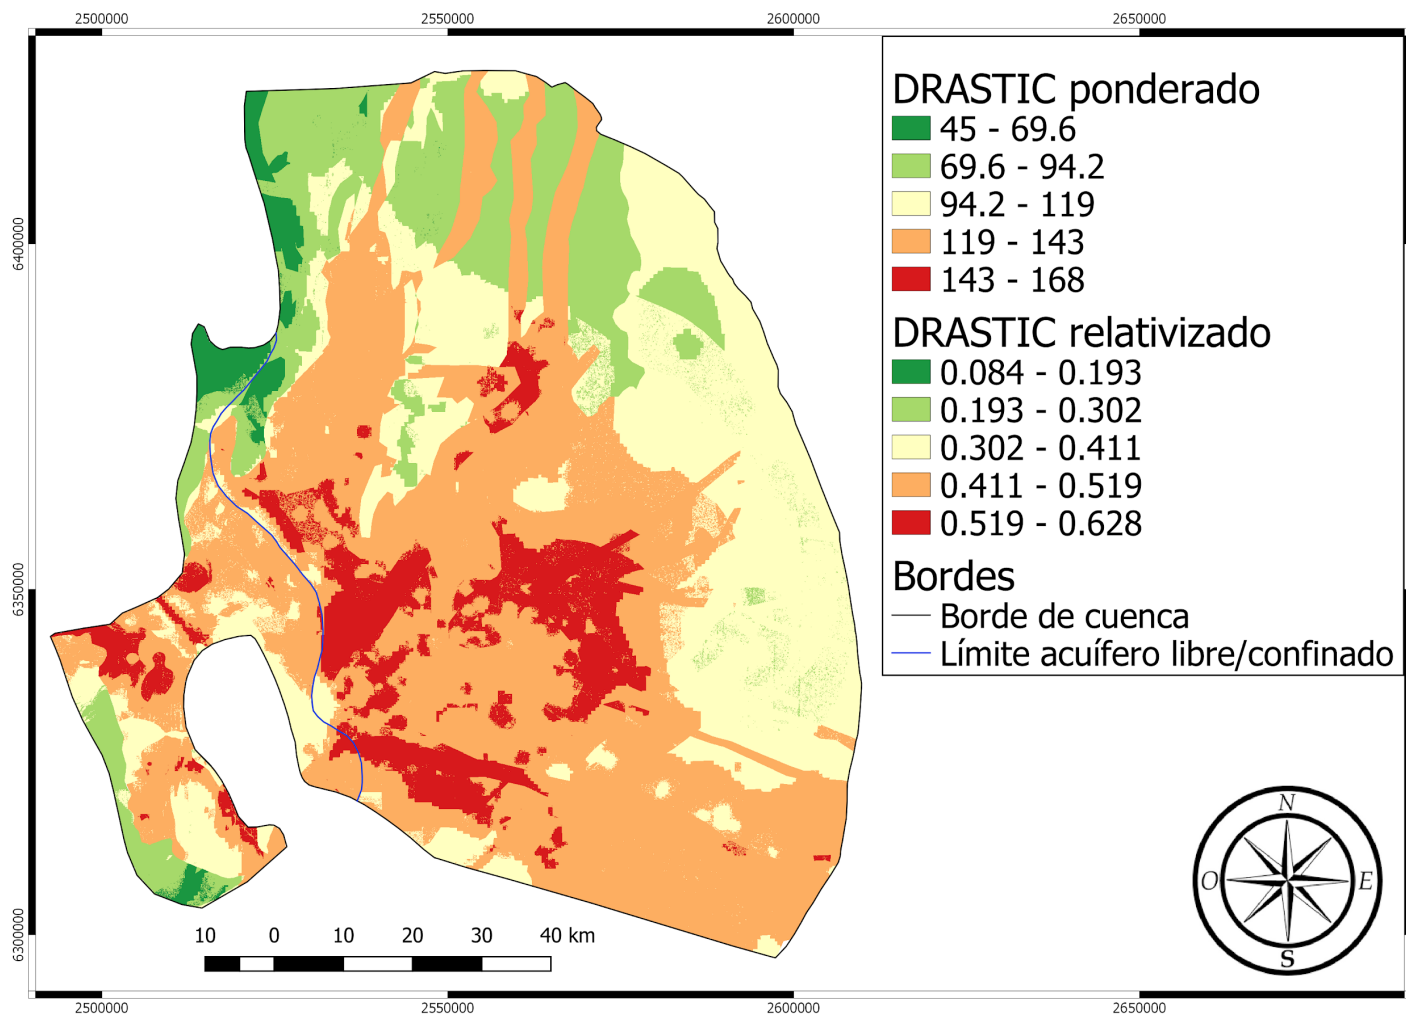 2500000
2550000
2600000
2650000
DRASTIC ponderado
45 - 69.6
69.6 - 94.2
94.2 - 119
119 - 143
143 - 168
DRASTIC relativizado
0.084 - 0.193
0.193 - 0.302
0.302 - 0.411
0.411 - 0.519
0.519 - 0.628
Bordes
Borde de cuenca
Límite acuífero libre/confinado
6400000
6350000
6300000
N
O
E
S
10 0 10 20 30 40 km
2500000
2550000
2600000
2650000